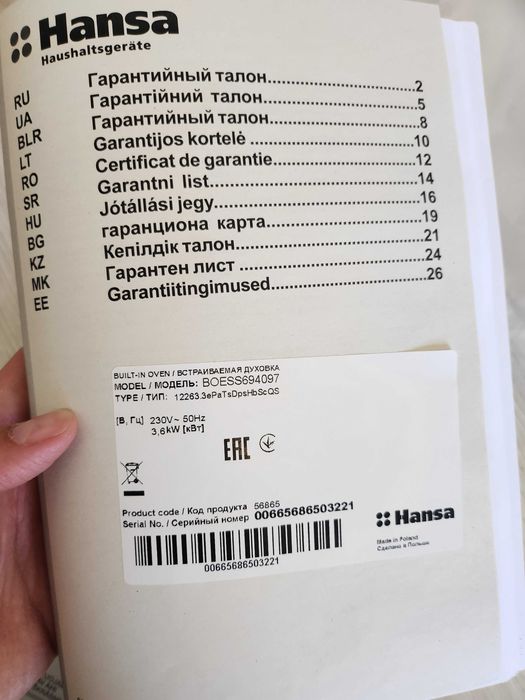 Hansa
Haushaltsgeräte
RU Гарантийный талон 2
UA Гарантійний талон 5
BLR Гарантийный талон 8
LT Garantijos kortelė 10
RO Certificat de garantie 12
SR Garantni list 14
HU Jótállási jegy 16
BG гаранциона карта 19
KZ Кепілдік талон 21
MK Гарантен лист 24
EE Garantiitingimused 26
BUILT-IN OVEN / ВСТРАИВАЕМАЯ ДУХОВКА
MODEL / МОДЕЛЬ: BOESS694097
TYPE / ТИП: 12263.3ePaTsDpsHbScQS
[В, Гц] 230V~ 50Hz
3,6kW [кВт]
EAC
Product code / Код продукта 56865
Serial No. / Серийный номер 00665686503221
00665686503221
Hansa
Made in Poland
Сделано в Польше